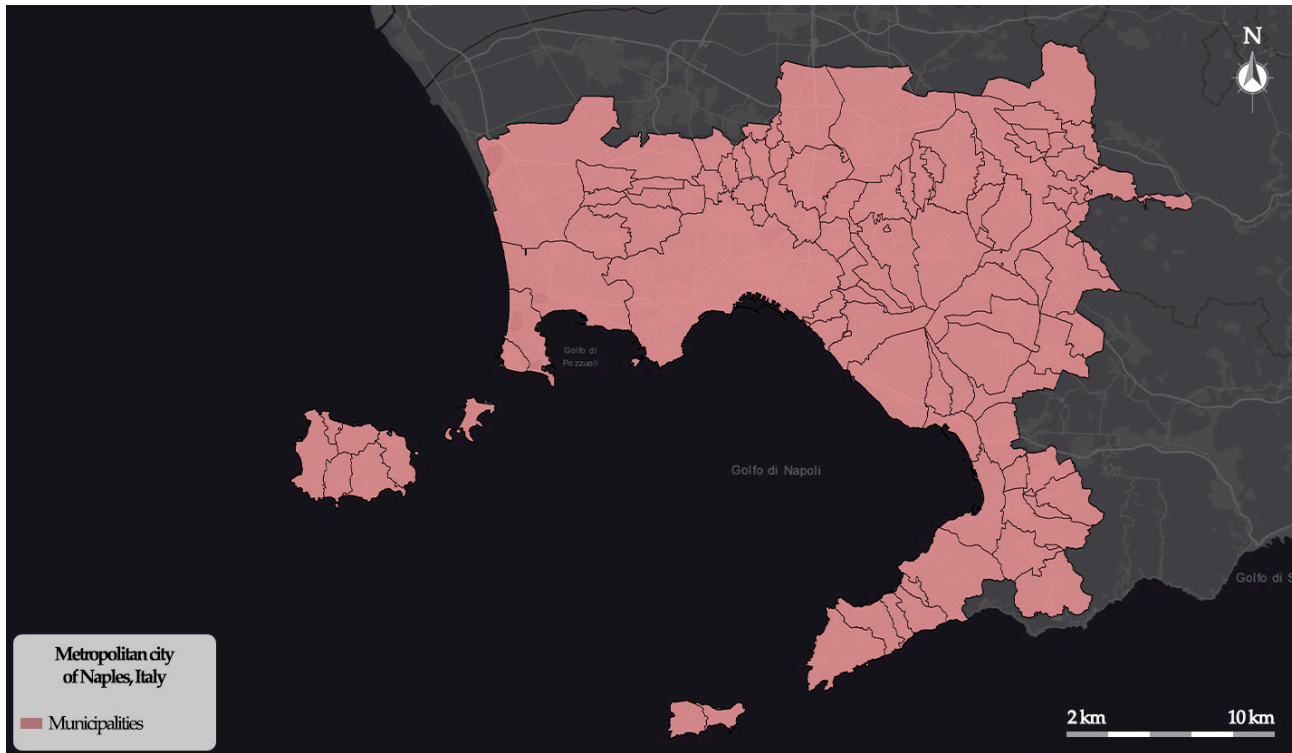 N
Golfo di
Pozzuoli
Golfo di Napoli
Golfo di S
Metropolitan city
of Naples, Italy
Municipalities
2 km 10 km